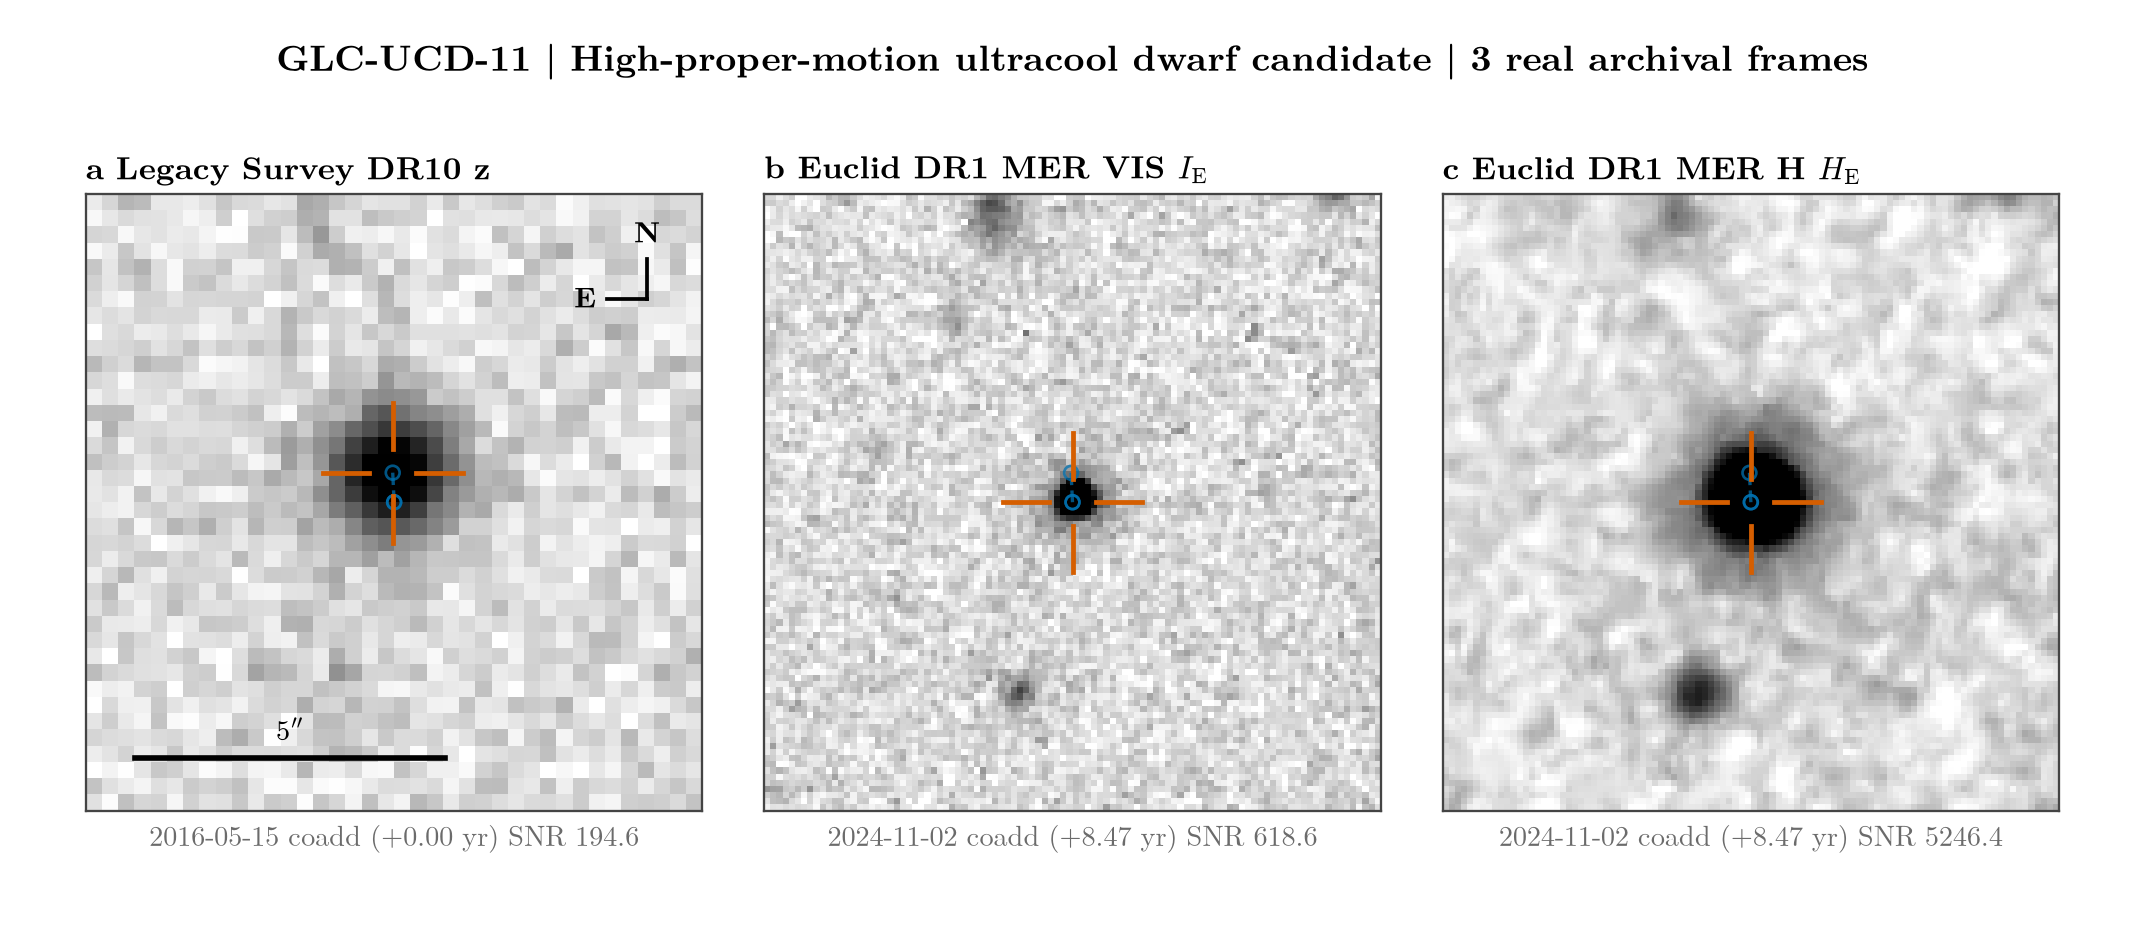 GLC-UCD-11 | High-proper-motion ultracool dwarf candidate | 3 real archival frames
a Legacy Survey DR10 z
b Euclid DR1 MER VIS I_E
c Euclid DR1 MER H H_E
N
E
5″
2016-05-15 coadd (+0.00 yr) SNR 194.6
2024-11-02 coadd (+8.47 yr) SNR 618.6
2024-11-02 coadd (+8.47 yr) SNR 5246.4